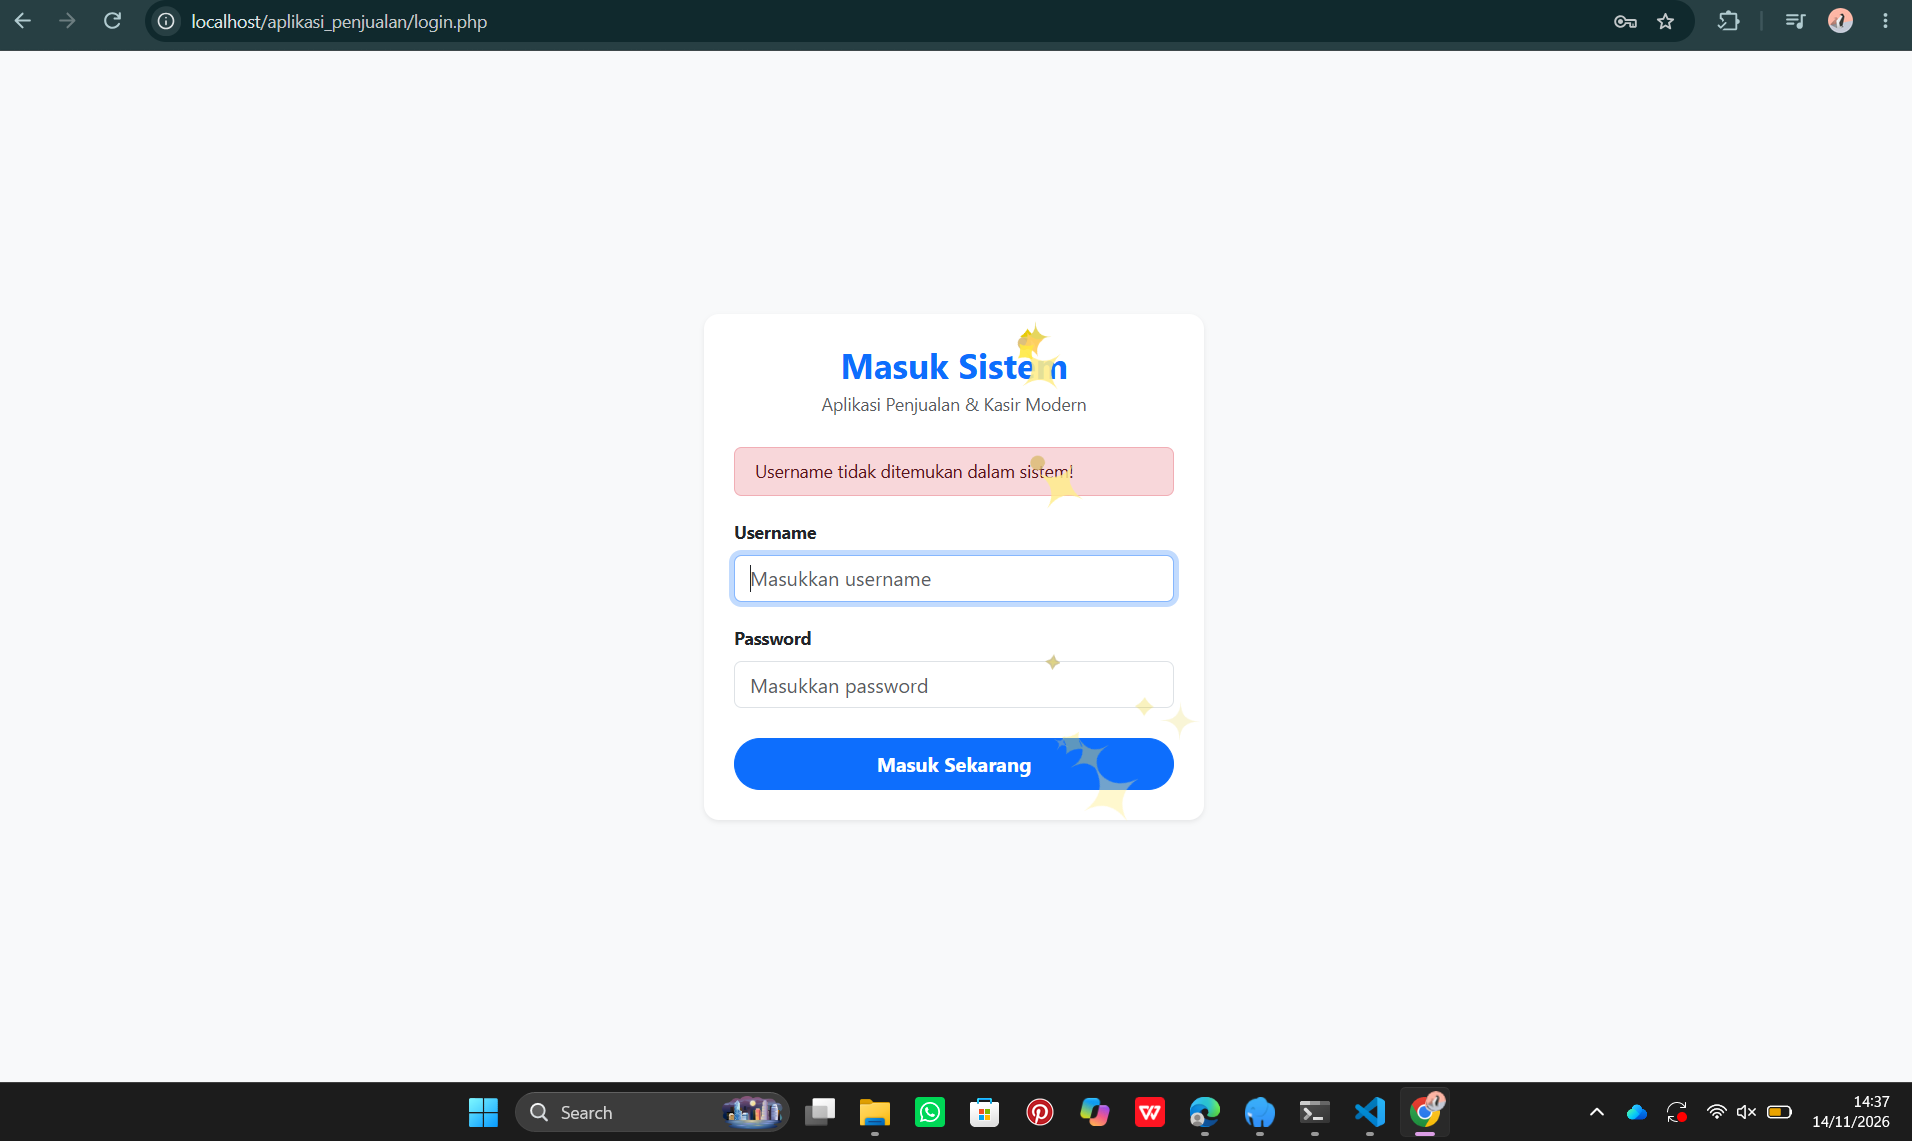 localhost/aplikasi_penjualan/login.php
Masuk Sistem
Aplikasi Penjualan & Kasir Modern
Username tidak ditemukan dalam sistem!
Username
Masukkan username
Password
Masukkan password
Masuk Sekarang
Search
14:37
14/11/2026